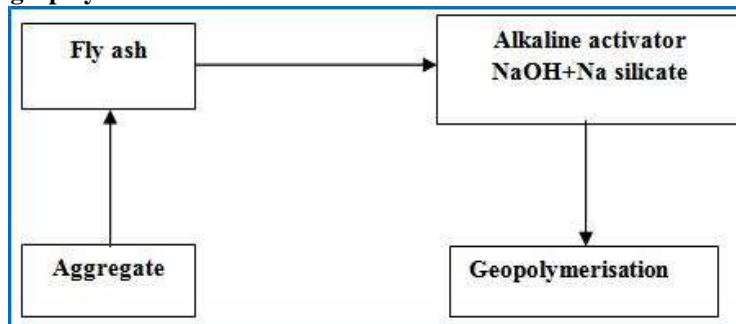 Fly ash
Alkaline activator
NaOH+Na silicate
Aggregate
Geopolymerisation